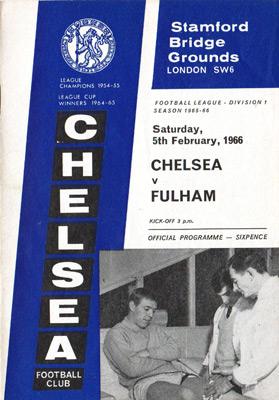 LEAGUE
CHAMPIONS 1954-55
LEAGUE CUP
WINNERS 1964-65
CHELSEA
FOOTBALL
CLUB
Stamford
Bridge
Grounds
LONDON SW6
FOOTBALL LEAGUE - DIVISION 1
SEASON 1965-66
Saturday,
5th February, 1966
CHELSEA
v
FULHAM
KICK-OFF 3 p.m.
OFFICIAL PROGRAMME — SIXPENCE